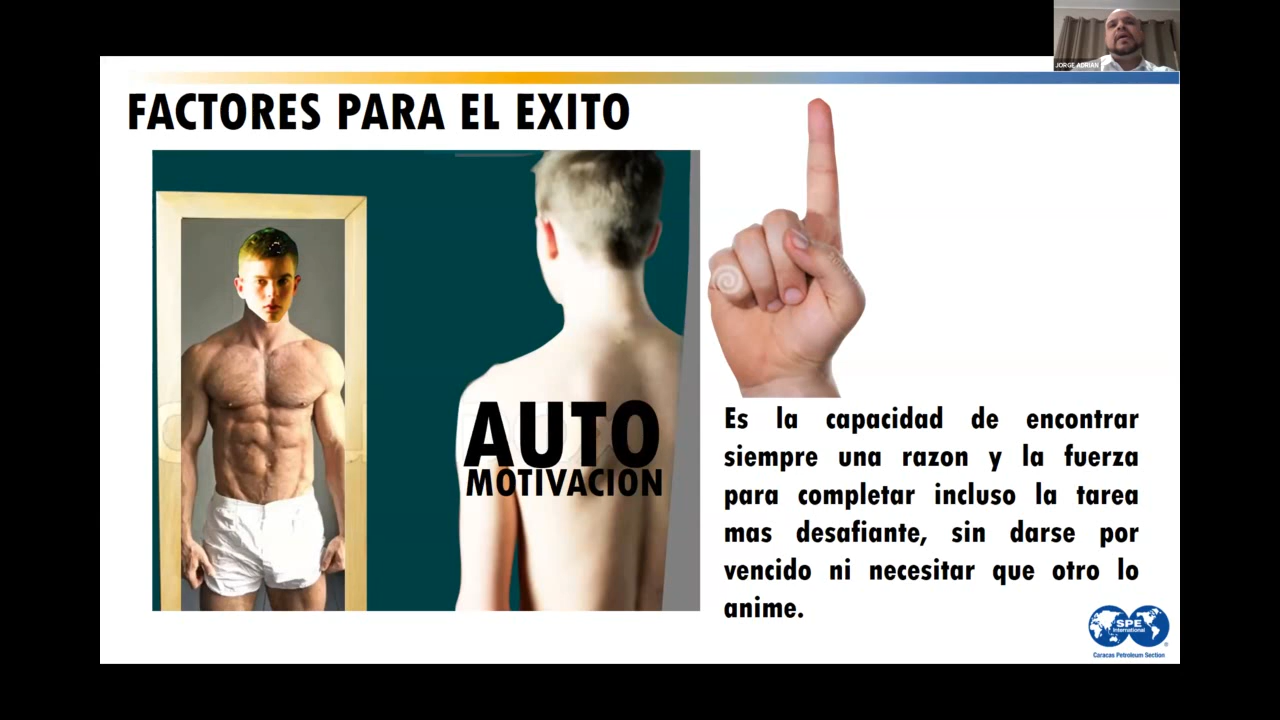 JORGE ADRIAN
FACTORES PARA EL EXITO
AUTO
MOTIVACION
Es la capacidad de encontrar
siempre una razon y la fuerza
para completar incluso la tarea
mas desafiante, sin darse por
vencido ni necesitar que otro lo
anime.
SPE
International
Caracas Petroleum Section